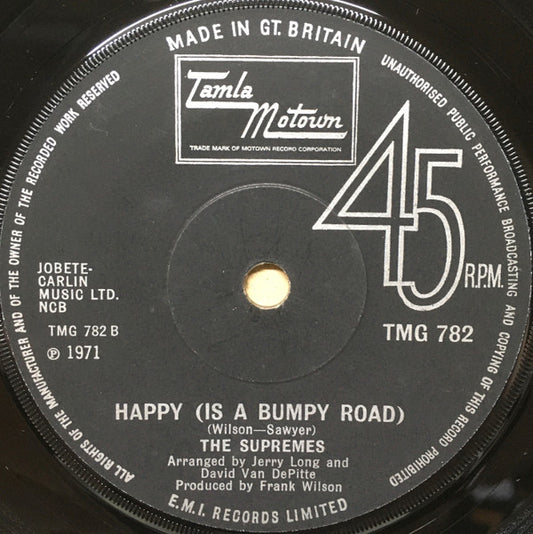 MADE IN GT. BRITAIN
UNAUTHORISED PUBLIC PERFORMANCE BROADCASTING AND COPYING OF THIS RECORD PROHIBITED
ALL RIGHTS OF THE MANUFACTURER AND OF THE OWNER OF THE RECORDED WORK RESERVED
Tamla
Motown
TRADE MARK OF MOTOWN RECORD CORPORATION
45
R.P.M.
JOBETE-
CARLIN
MUSIC LTD.
NCB
TMG 782 B
℗ 1971
TMG 782
HAPPY (IS A BUMPY ROAD)
(Wilson—Sawyer)
THE SUPREMES
Arranged by Jerry Long and
David Van DePitte
Produced by Frank Wilson
E.M.I. RECORDS LIMITED